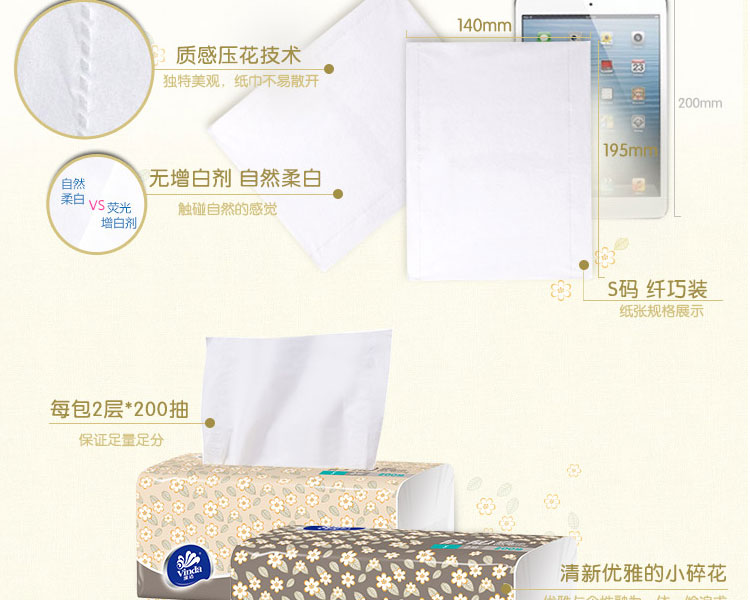 质感压花技术
独特美观，纸巾不易散开
140mm
200mm
195mm
自然
柔白
VS
荧光
增白剂
无增白剂 自然柔白
触碰自然的感觉
S码 纤巧装
纸张规格展示
每包2层*200抽
保证足量足分
Vinda
维达
清新优雅的小碎花